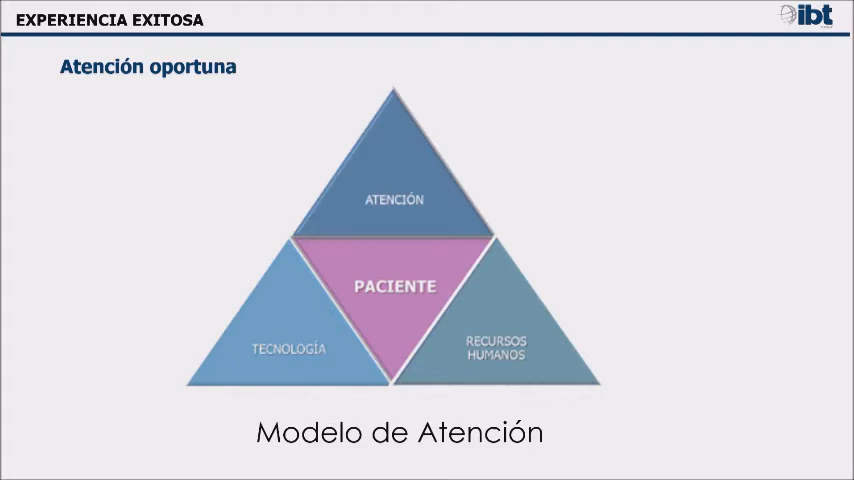 EXPERIENCIA EXITOSA
ibt
Atención oportuna
ATENCIÓN
PACIENTE
TECNOLOGÍA
RECURSOS
HUMANOS
Modelo de Atención